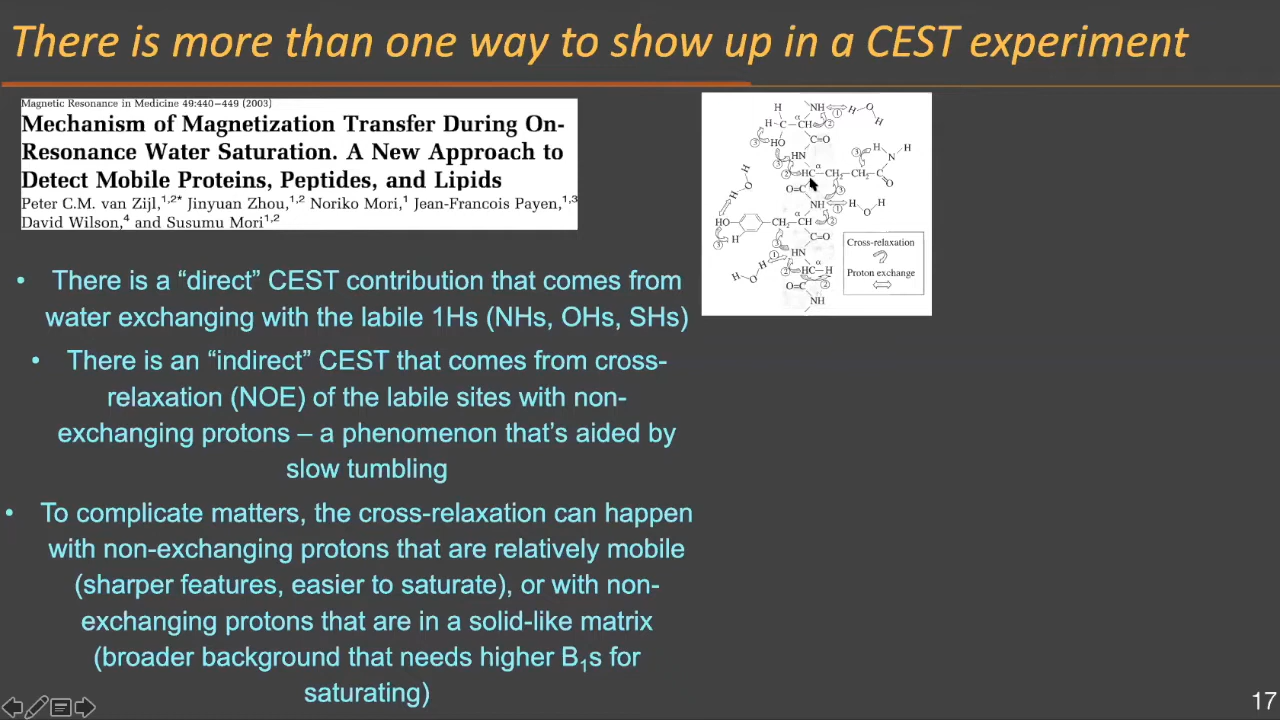 There is more than one way to show up in a CEST experiment
Magnetic Resonance in Medicine 49:440–449 (2003)
Mechanism of Magnetization Transfer During On-
Resonance Water Saturation. A New Approach to
Detect Mobile Proteins, Peptides, and Lipids
Peter C.M. van Zijl,1,2* Jinyuan Zhou,1,2 Noriko Mori,1 Jean-Francois Payen,1,3
David Wilson,4 and Susumu Mori1,2
• There is a “direct” CEST contribution that comes from
water exchanging with the labile 1Hs (NHs, OHs, SHs)
• There is an “indirect” CEST that comes from cross-
relaxation (NOE) of the labile sites with non-
exchanging protons – a phenomenon that’s aided by
slow tumbling
• To complicate matters, the cross-relaxation can happen
with non-exchanging protons that are relatively mobile
(sharper features, easier to saturate), or with non-
exchanging protons that are in a solid-like matrix
(broader background that needs higher B1s for
saturating)
Cross-relaxation
Proton exchange
17